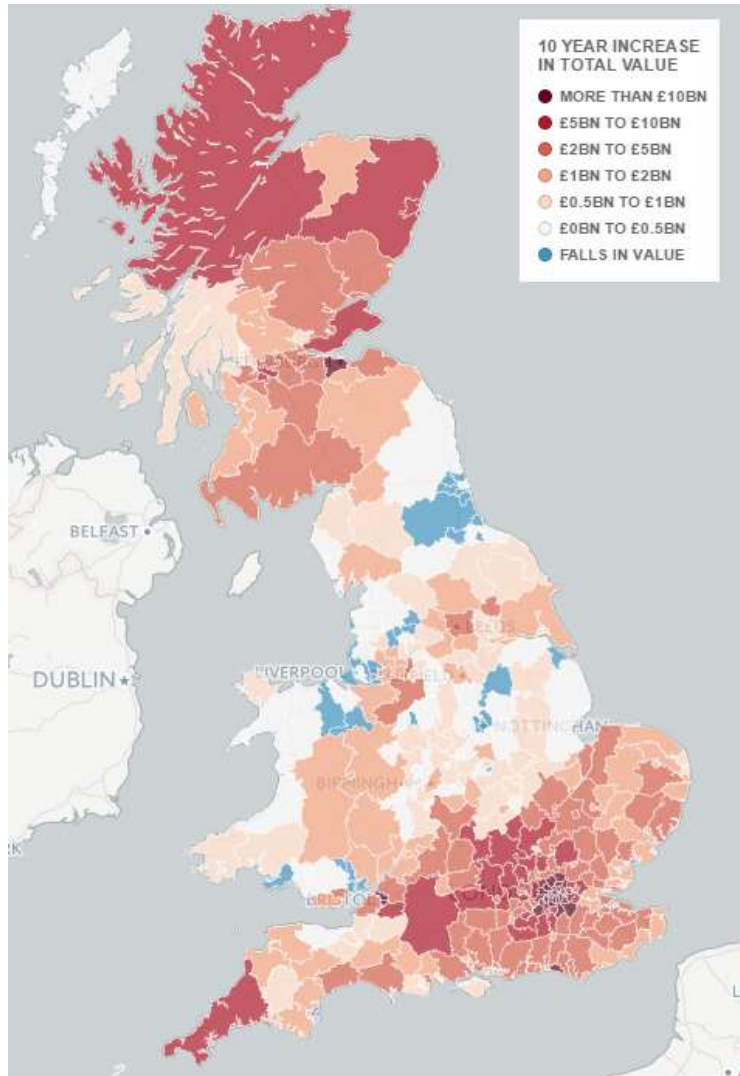 10 YEAR INCREASE
IN TOTAL VALUE
MORE THAN £10BN
£5BN TO £10BN
£2BN TO £5BN
£1BN TO £2BN
£0.5BN TO £1BN
£0BN TO £0.5BN
FALLS IN VALUE
BELFAST
LEEDS
LIVERPOOL
DUBLIN
NOTTINGHAM
BIRMINGHAM
BRISTOL